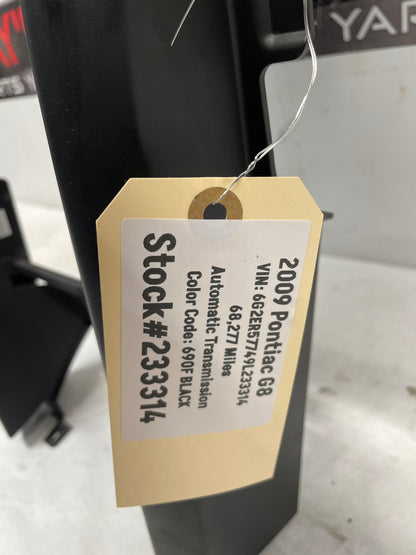 2009 Pontiac G8
VIN: 6G2ER57749L233314
68,277 Miles
Automatic Transmission
Color Code: 690F BLACK
Stock#233314